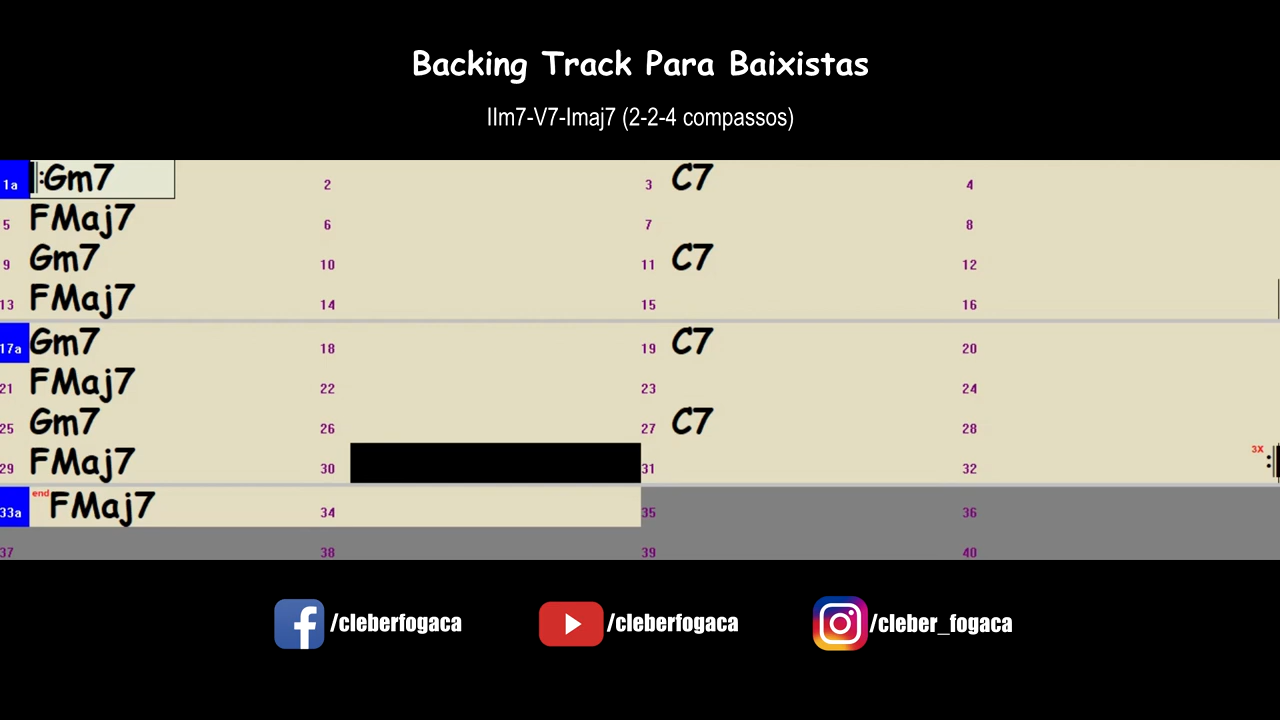 Backing Track Para Baixistas
IIm7-V7-Imaj7 (2-2-4 compassos)
1a Gm7 2 3 C7 4
5 FMaj7 6 7 8
9 Gm7 10 11 C7 12
13 FMaj7 14 15 16
17a Gm7 18 19 C7 20
21 FMaj7 22 23 24
25 Gm7 26 27 C7 28
29 FMaj7 30 31 32 3X
33a end FMaj7 34 35 36
37 38 39 40
/cleberfogaca /cleberfogaca /cleber_fogaca